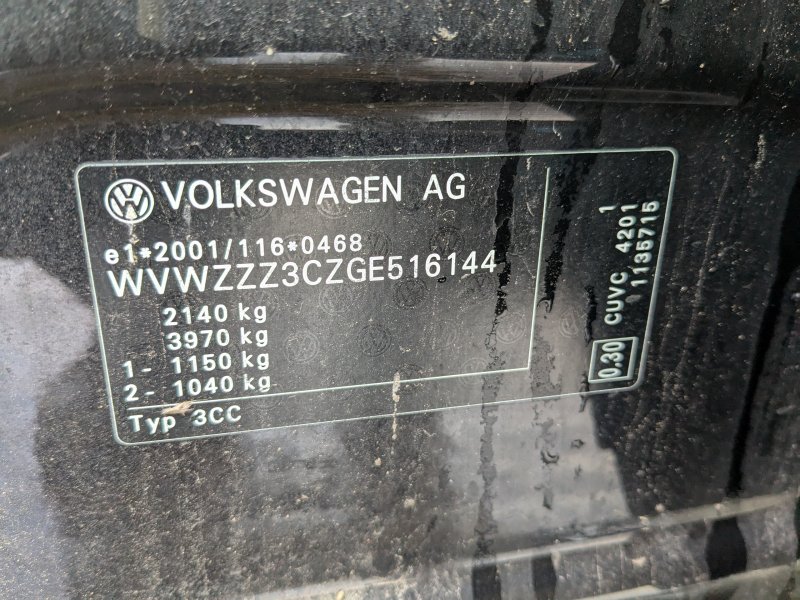 VOLKSWAGEN AG
e1*2001/116*0468
WVWZZZ3CZGE516144
2140 kg
3970 kg
1- 1150 kg
2- 1040 kg
Typ 3CC
0.30 CUVC 4201 1
1135715